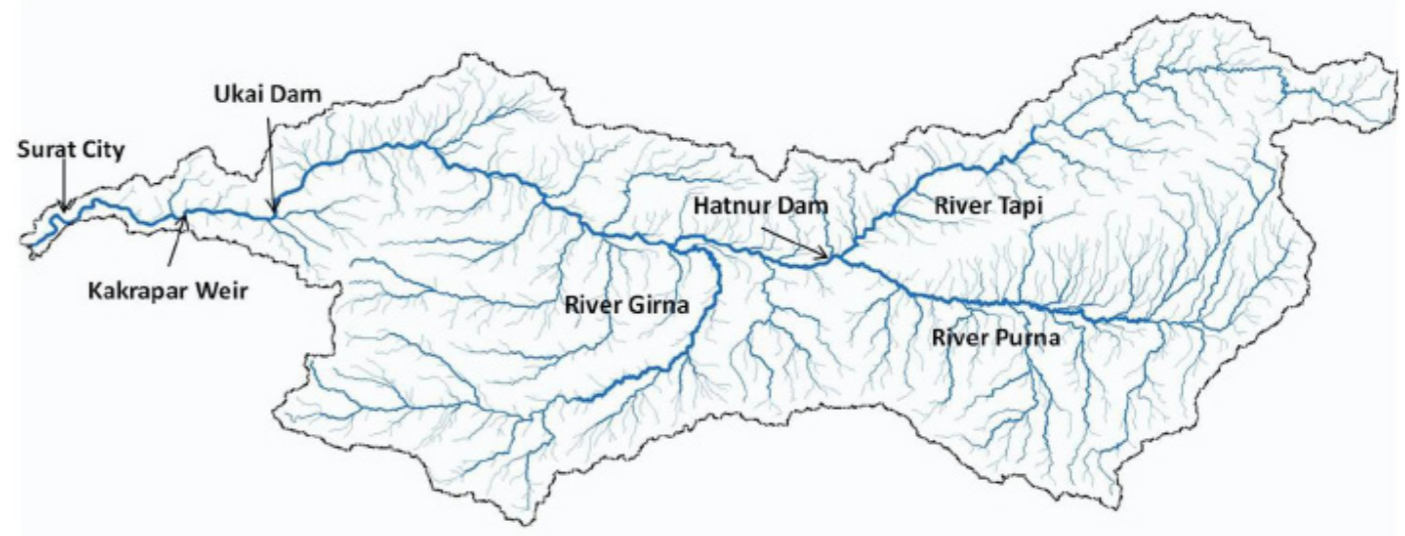 Ukai Dam
Surat City
Hatnur Dam
River Tapi
Kakrapar Weir
River Girna
River Purna